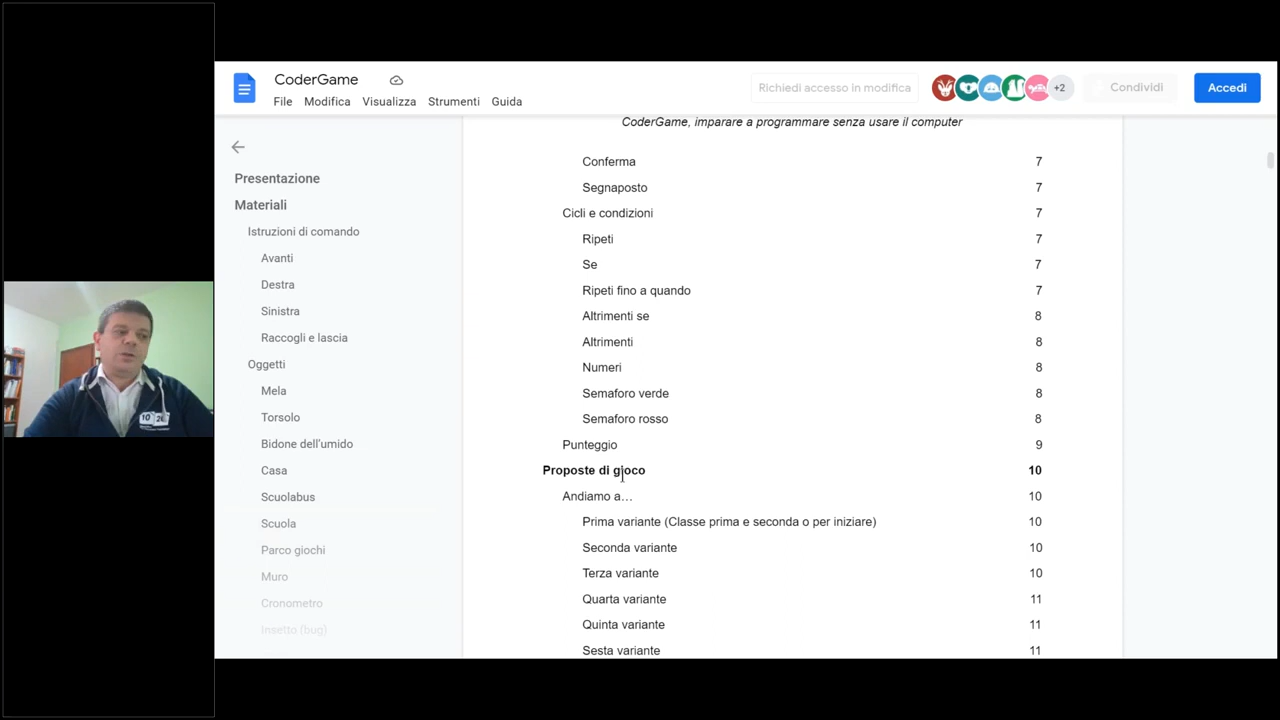 CoderGame
File Modifica Visualizza Strumenti Guida
Richiedi accesso in modifica
+2
Condividi
Accedi
Presentazione
Materiali
Istruzioni di comando
Avanti
Destra
Sinistra
Raccogli e lascia
Oggetti
Mela
Torsolo
Bidone dell'umido
Casa
Scuolabus
Scuola
Parco giochi
Muro
Cronometro
Insetto (bug)
CoderGame, imparare a programmare senza usare il computer
Conferma 7
Segnaposto 7
Cicli e condizioni 7
Ripeti 7
Se 7
Ripeti fino a quando 7
Altrimenti se 8
Altrimenti 8
Numeri 8
Semaforo verde 8
Semaforo rosso 8
Punteggio 9
Proposte di gioco 10
Andiamo a… 10
Prima variante (Classe prima e seconda o per iniziare) 10
Seconda variante 10
Terza variante 10
Quarta variante 11
Quinta variante 11
Sesta variante 11